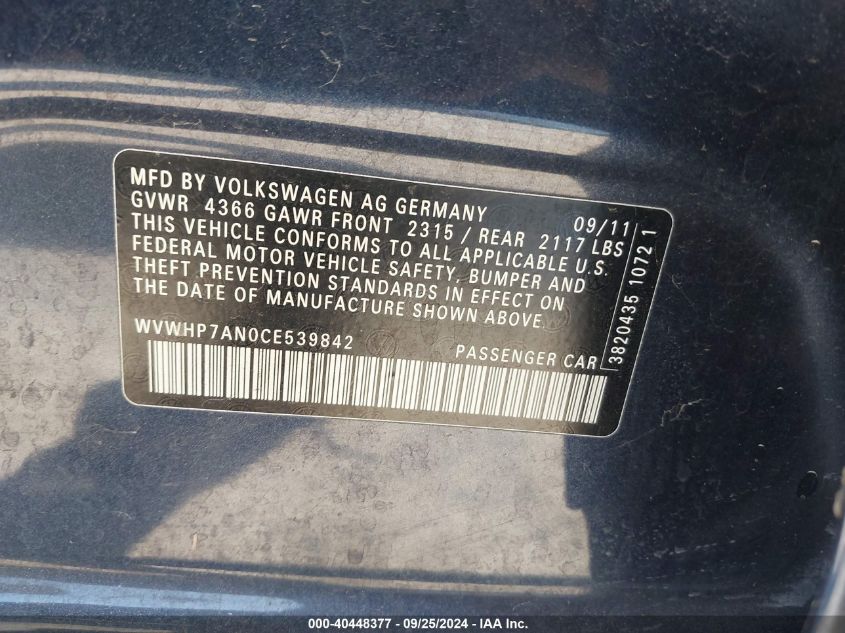 MFD BY VOLKSWAGEN AG GERMANY 09/11
GVWR 4366 GAWR FRONT 2315 / REAR 2117 LBS
THIS VEHICLE CONFORMS TO ALL APPLICABLE U.S.
FEDERAL MOTOR VEHICLE SAFETY, BUMPER AND
THEFT PREVENTION STANDARDS IN EFFECT ON
THE DATE OF MANUFACTURE SHOWN ABOVE.
WVWHP7AN0CE539842 PASSENGER CAR
3820435 1072 1
000-40448377 - 09/25/2024 - IAA Inc.